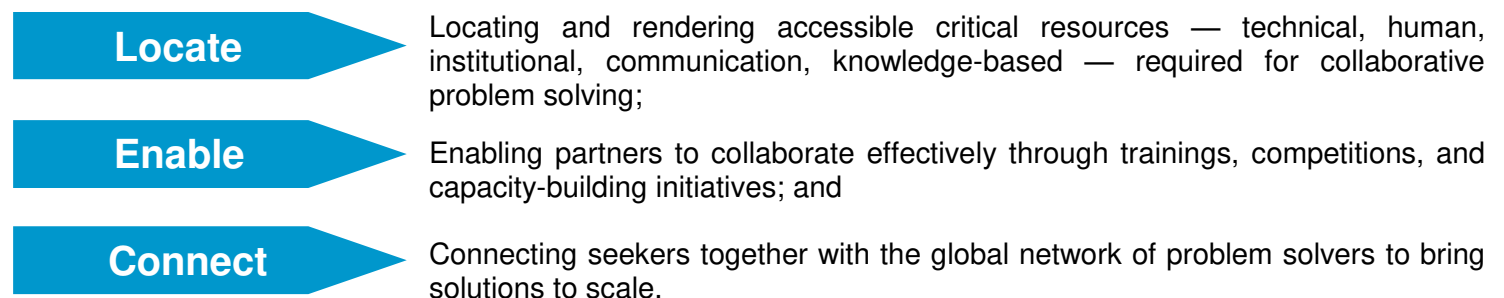 Locate
Locating and rendering accessible critical resources — technical, human,
institutional, communication, knowledge-based — required for collaborative
problem solving;
Enable
Enabling partners to collaborate effectively through trainings, competitions, and
capacity-building initiatives; and
Connect
Connecting seekers together with the global network of problem solvers to bring
solutions to scale.